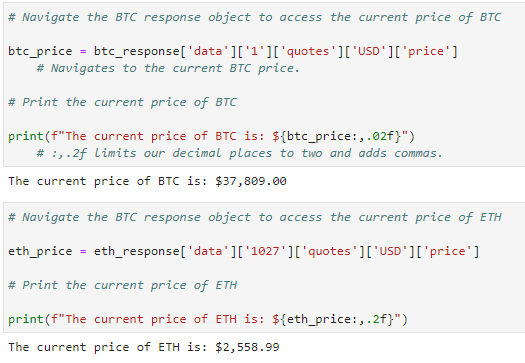 # Navigate the BTC response object to access the current price of BTC
btc_price = btc_response['data']['1']['quotes']['USD']['price']
# Navigates to the current BTC price.
# Print the current price of BTC
print(f"The current price of BTC is: ${btc_price:,.02f}")
# :,.2f limits our decimal places to two and adds commas.
The current price of BTC is: $37,809.00
# Navigate the BTC response object to access the current price of ETH
eth_price = eth_response['data']['1027']['quotes']['USD']['price']
# Print the current price of ETH
print(f"The current price of ETH is: ${eth_price:,.2f}")
The current price of ETH is: $2,558.99